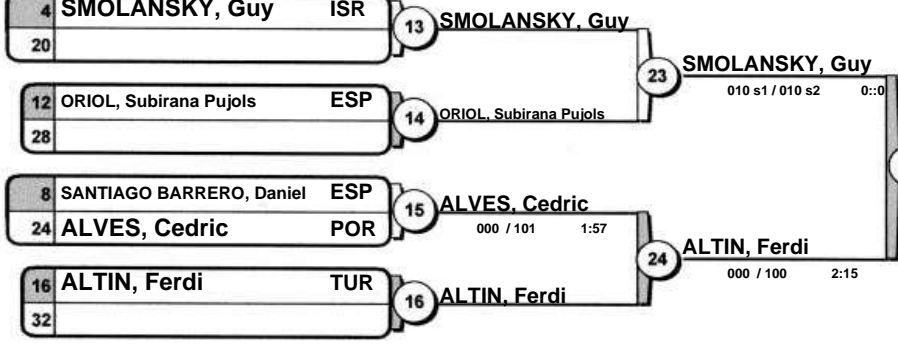 4 SMOLANSKY, Guy ISR
20
13 SMOLANSKY, Guy
12 ORIOL, Subirana Pujols ESP
28
14 ORIOL, Subirana Pujols
23 SMOLANSKY, Guy
010 s1 / 010 s2 0::0
8 SANTIAGO BARRERO, Daniel ESP
24 ALVES, Cedric POR
15 ALVES, Cedric
000 / 101 1:57
16 ALTIN, Ferdi TUR
32
16 ALTIN, Ferdi
24 ALTIN, Ferdi
000 / 100 2:15